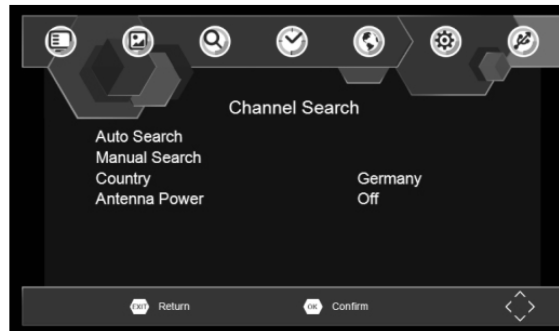 Channel Search
Auto Search
Manual Search
Country Germany
Antenna Power Off
EXIT Return OK Confirm